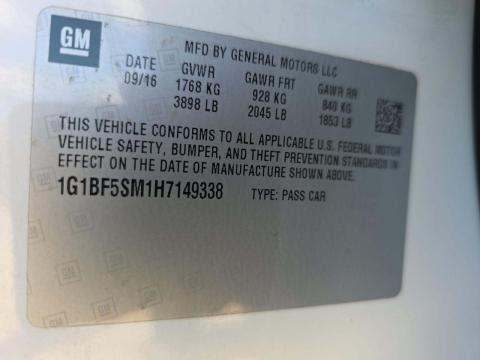 GM
MFD BY GENERAL MOTORS LLC
DATE GVWR GAWR FRT GAWR RR
09/16 1768 KG 928 KG 840 KG
3898 LB 2045 LB 1853 LB
THIS VEHICLE CONFORMS TO ALL APPLICABLE U.S. FEDERAL MOTOR
VEHICLE SAFETY, BUMPER, AND THEFT PREVENTION STANDARDS IN
EFFECT ON THE DATE OF MANUFACTURE SHOWN ABOVE.
1G1BF5SM1H7149338 TYPE: PASS CAR